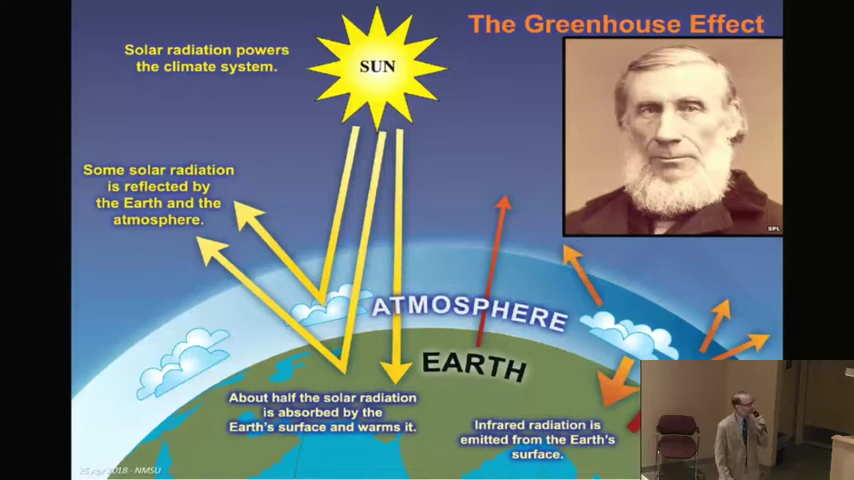 The Greenhouse Effect
Solar radiation powers
the climate system.
SUN
Some solar radiation
is reflected by
the Earth and the
atmosphere.
SPL
ATMOSPHERE
EARTH
About half the solar radiation
is absorbed by the
Earth's surface and warms it.
Infrared radiation is
emitted from the Earth's
surface.
25 Apr 2018 - NMSU